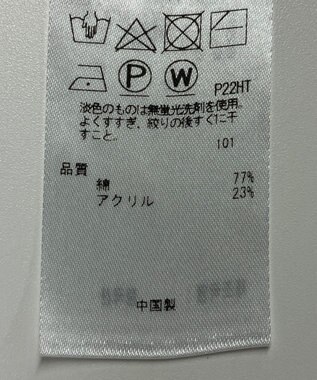 P W P22HT
淡色のものは無蛍光洗剤を使用。
よくすすぎ、絞りの後すぐに干
すこと。
101
品質
綿 77%
アクリル 23%
中国製